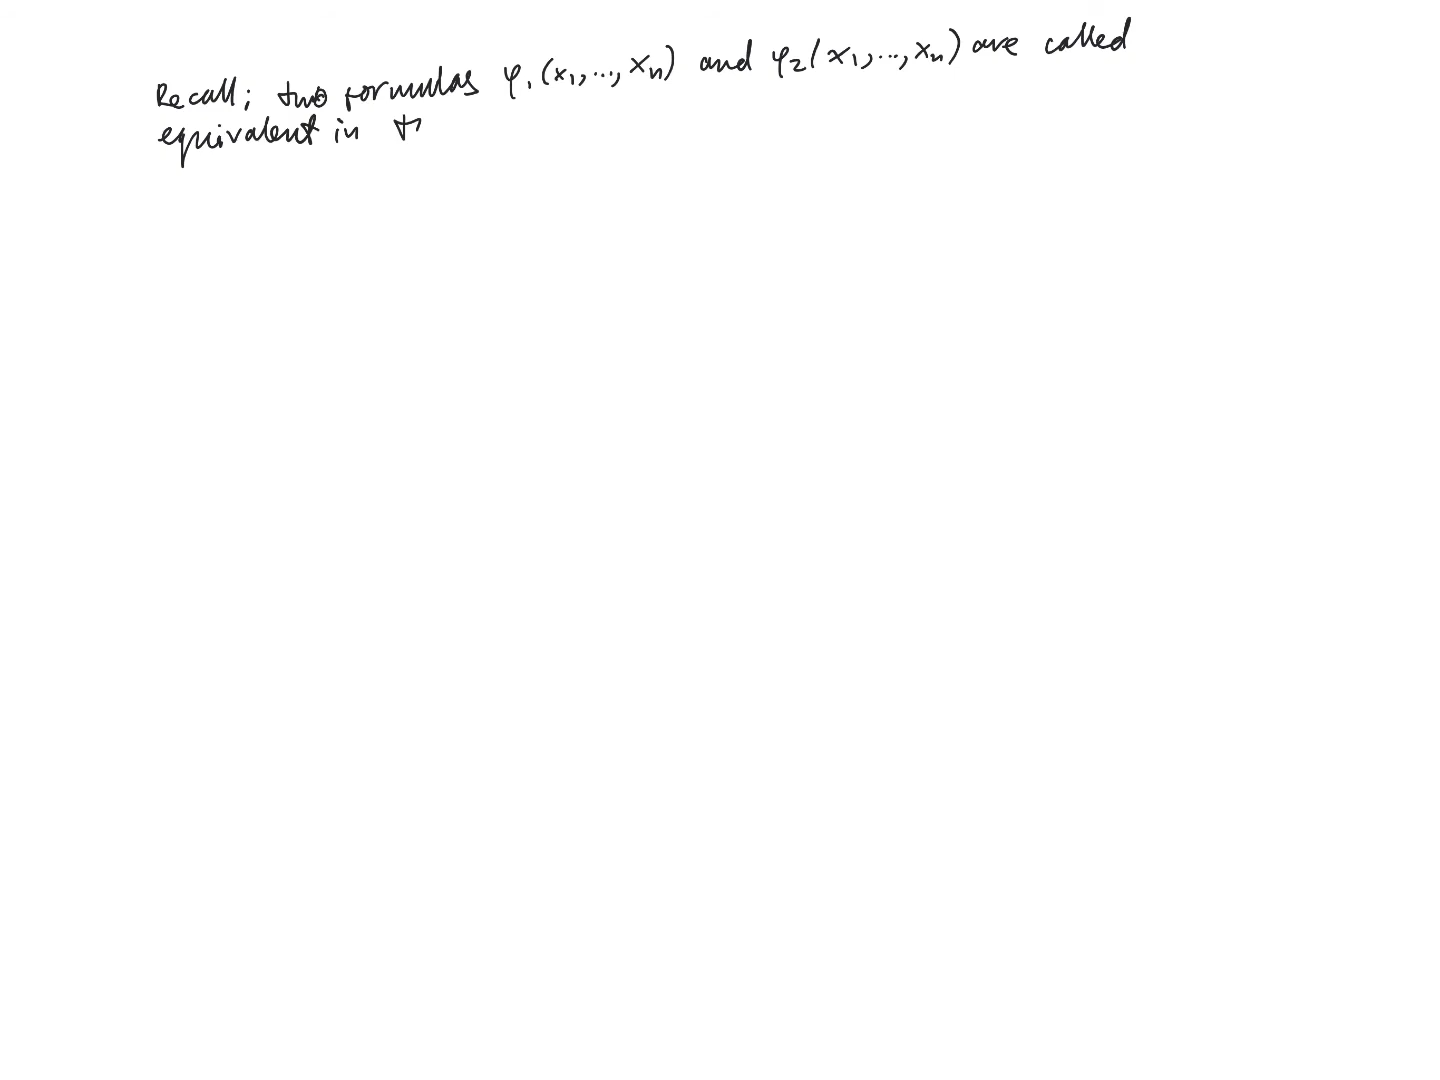 Recall; two formulas φ₁(x₁,...,xₙ) and φ₂(x₁,...,xₙ) are called
equivalent in